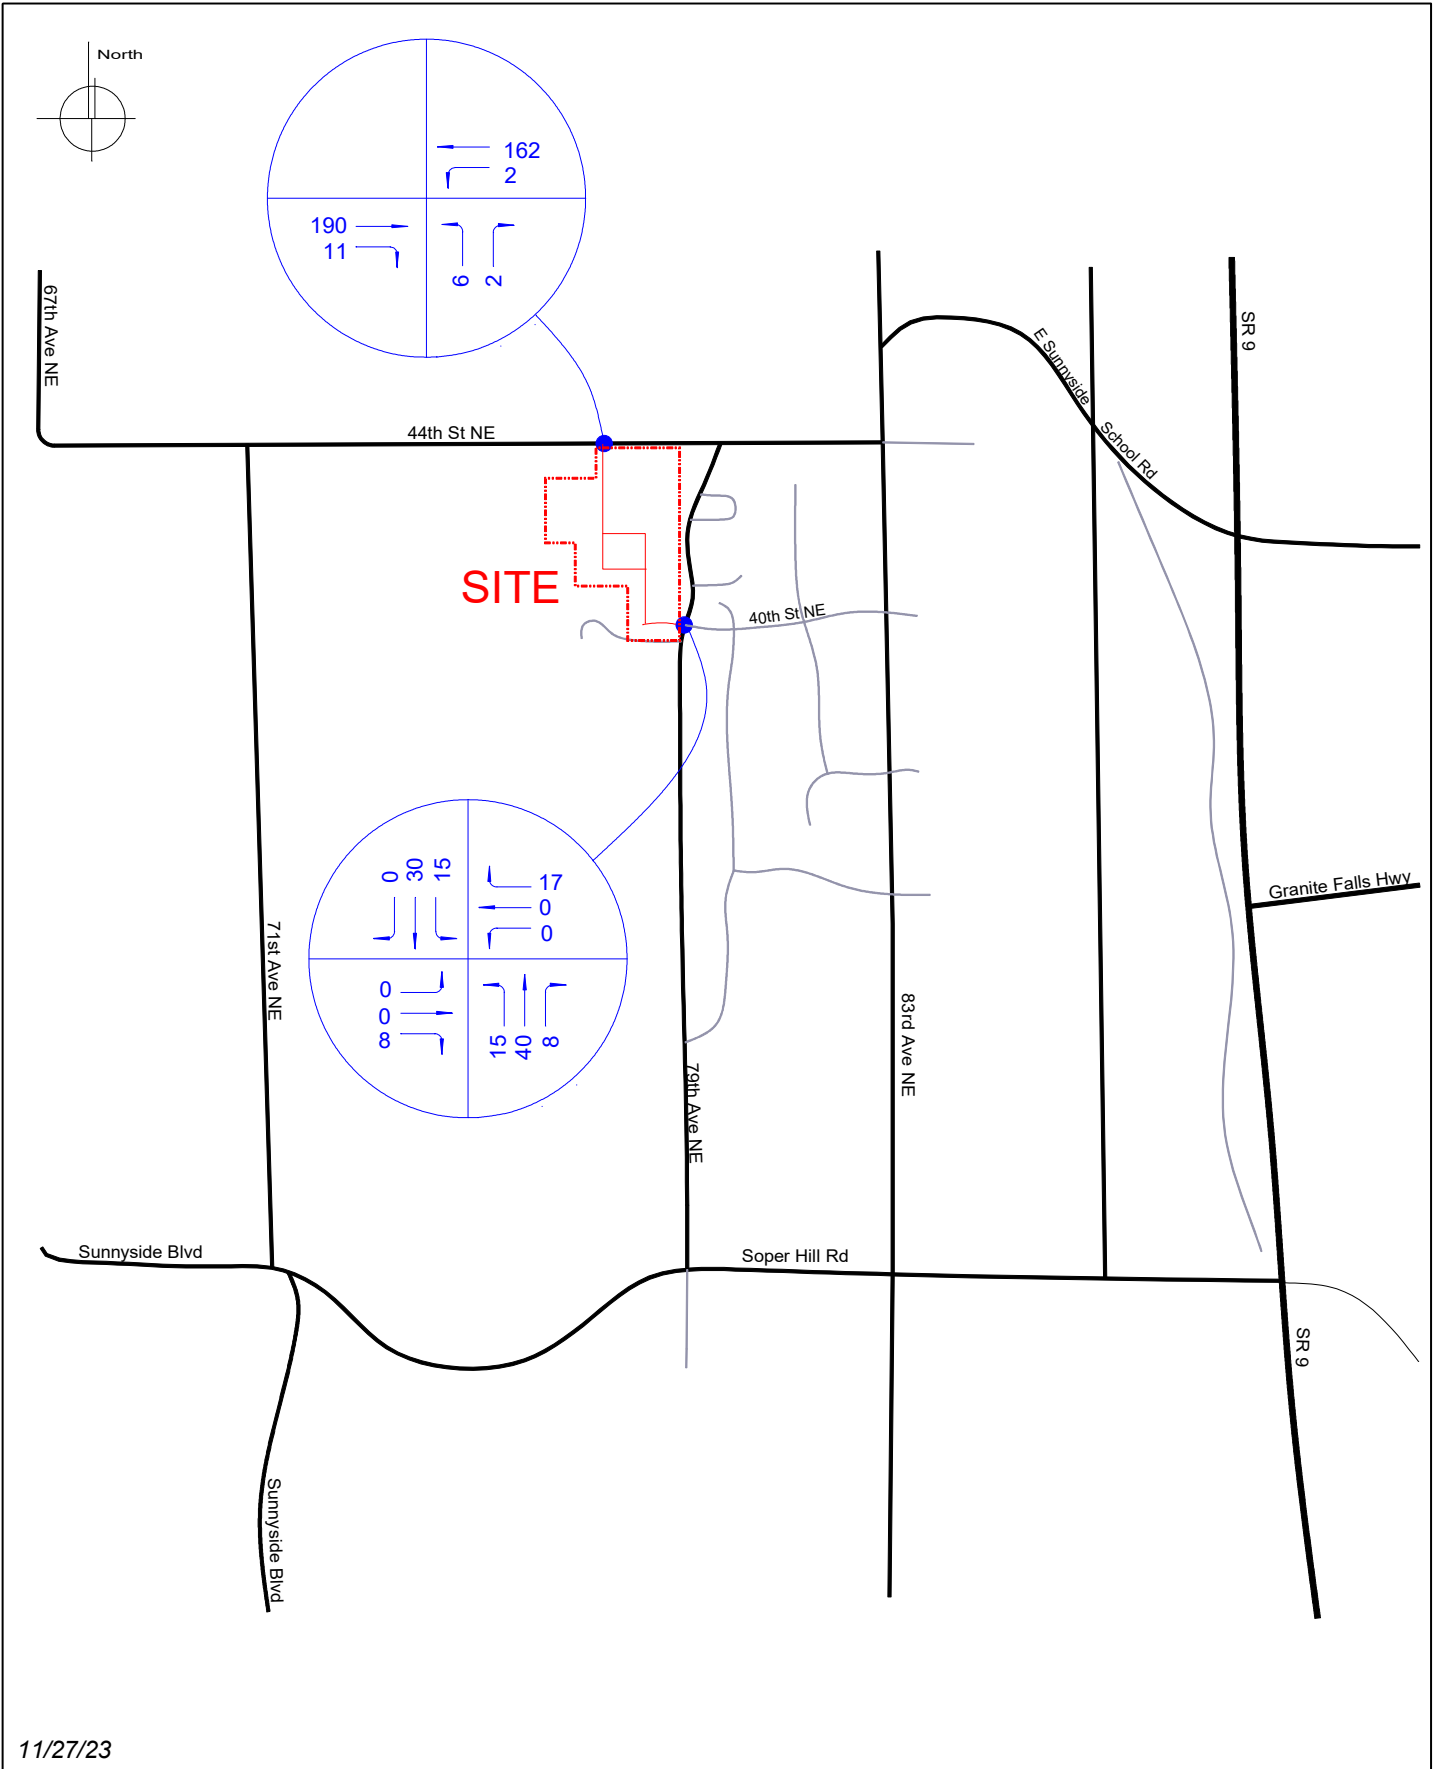 North
162
2
190
11
6
2
67th Ave NE
44th St NE
E Sunnyside
School Rd
SR 9
SITE
40th St NE
0
30
15
17
0
0
0
0
8
15
40
8
71st Ave NE
79th Ave NE
83rd Ave NE
Granite Falls Hwy
Sunnyside Blvd
Soper Hill Rd
SR 9
Sunnyside Blvd
11/27/23